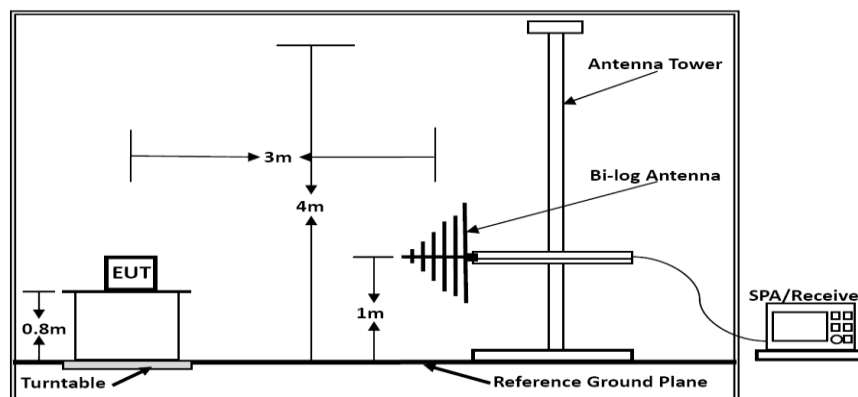 Antenna Tower
3m
Bi-log Antenna
4m
EUT
SPA/Receive
0.8m
1m
Turntable
Reference Ground Plane